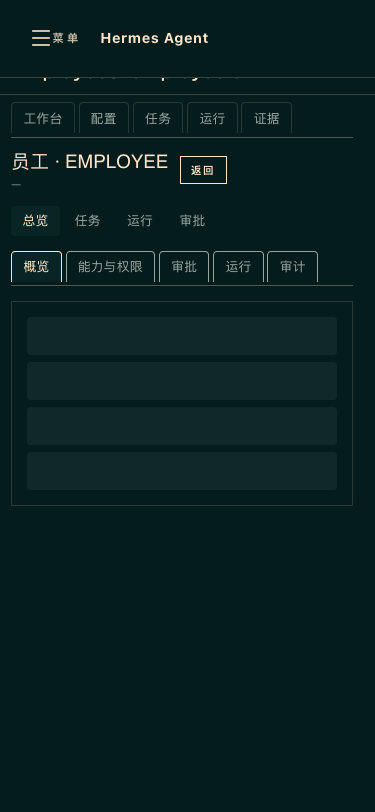 菜单 Hermes Agent
工作台 配置 任务 运行 证据
员工 · EMPLOYEE 返回
—
总览 任务 运行 审批
概览 能力与权限 审批 运行 审计